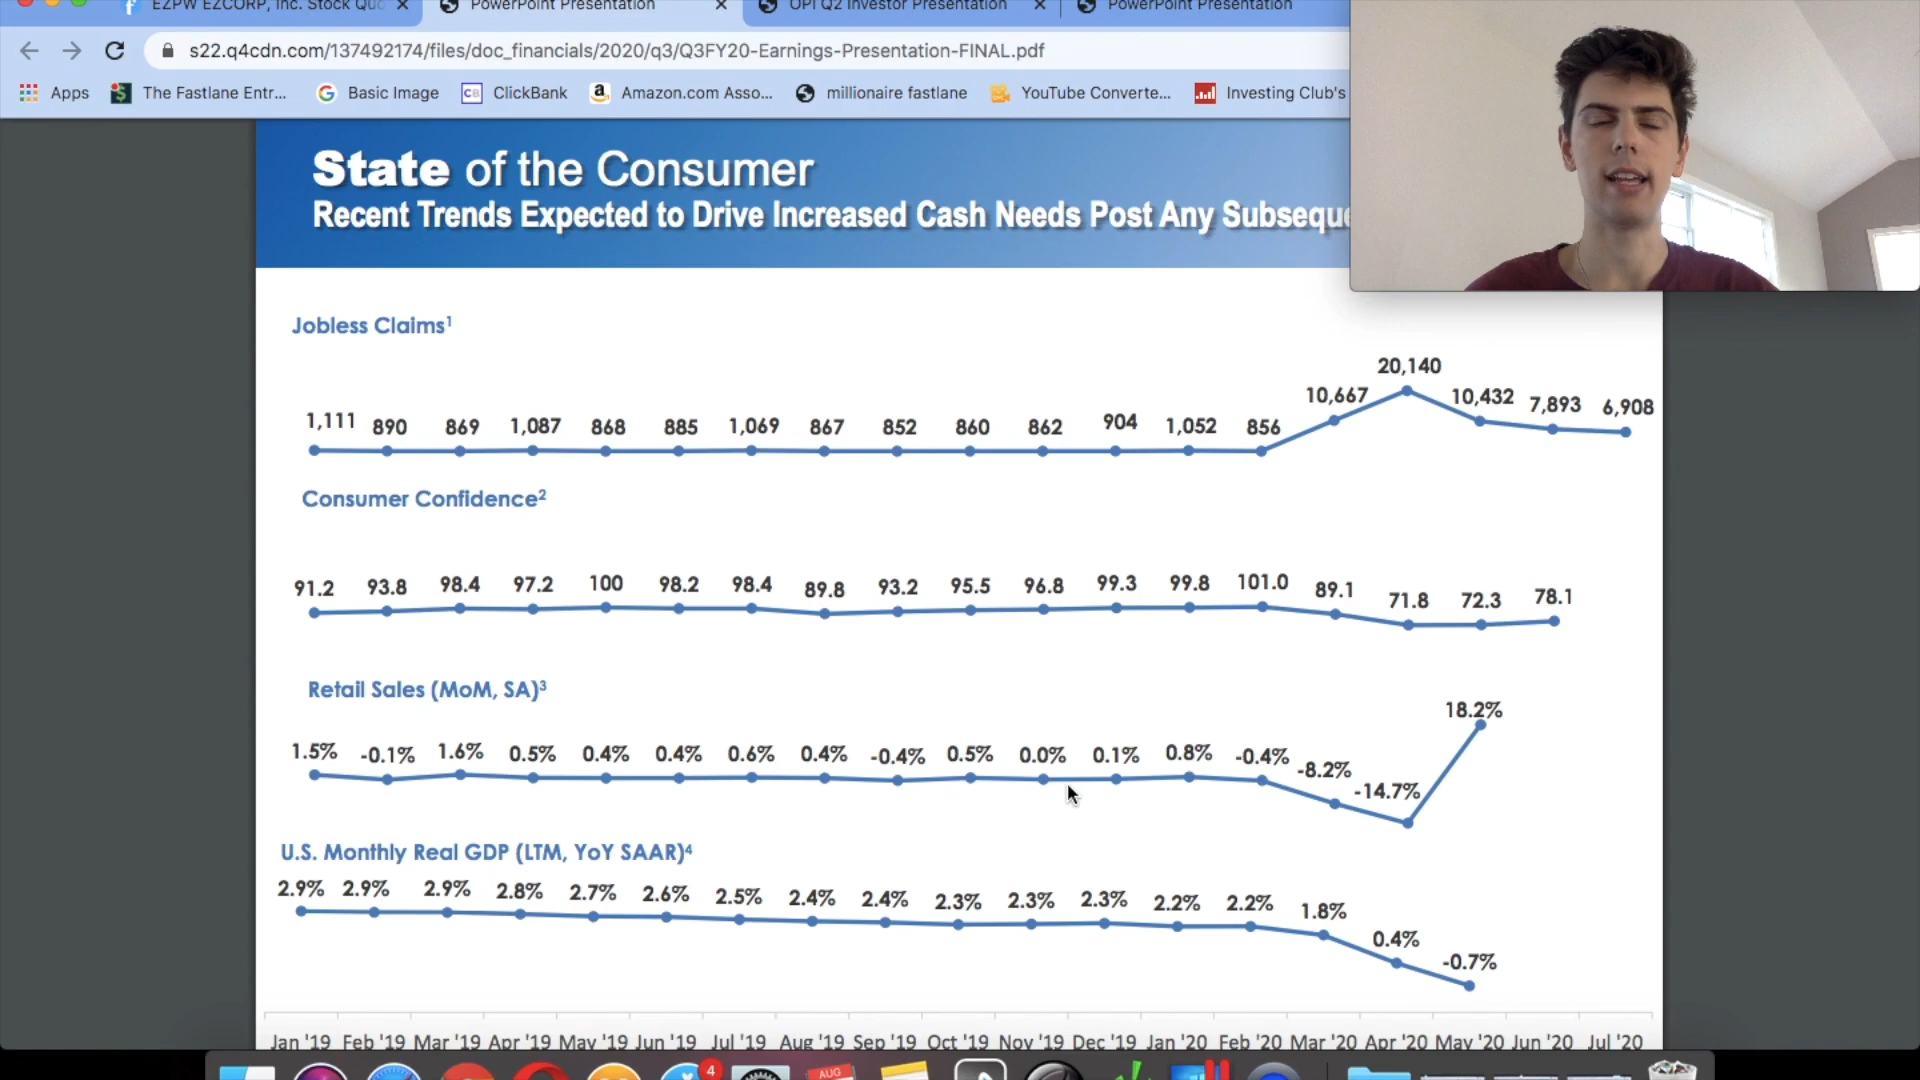 EZPW EZCORP, Inc. Stock Quo
PowerPoint Presentation
OPI Q2 Investor Presentation
PowerPoint Presentation
s22.q4cdn.com/137492174/files/doc_financials/2020/q3/Q3FY20-Earnings-Presentation-FINAL.pdf
Apps
The Fastlane Entr...
Basic Image
ClickBank
Amazon.com Asso...
millionaire fastlane
YouTube Converte...
Investing Club's
State of the Consumer
Recent Trends Expected to Drive Increased Cash Needs Post Any Subseque
Jobless Claims¹
1,111 890 869 1,087 868 885 1,069 867 852 860 862 904 1,052 856 10,667 20,140 10,432 7,893 6,908
Consumer Confidence²
91.2 93.8 98.4 97.2 100 98.2 98.4 89.8 93.2 95.5 96.8 99.3 99.8 101.0 89.1 71.8 72.3 78.1
Retail Sales (MoM, SA)³
1.5% -0.1% 1.6% 0.5% 0.4% 0.4% 0.6% 0.4% -0.4% 0.5% 0.0% 0.1% 0.8% -0.4% -8.2% -14.7% 18.2%
U.S. Monthly Real GDP (LTM, YoY SAAR)⁴
2.9% 2.9% 2.9% 2.8% 2.7% 2.6% 2.5% 2.4% 2.4% 2.3% 2.3% 2.3% 2.2% 2.2% 1.8% 0.4% -0.7%
Jan '19 Feb '19 Mar '19 Apr '19 May '19 Jun '19 Jul '19 Aug '19 Sep '19 Oct '19 Nov '19 Dec '19 Jan '20 Feb '20 Mar '20 Apr '20 May '20 Jun '20 Jul '20
4
AUG